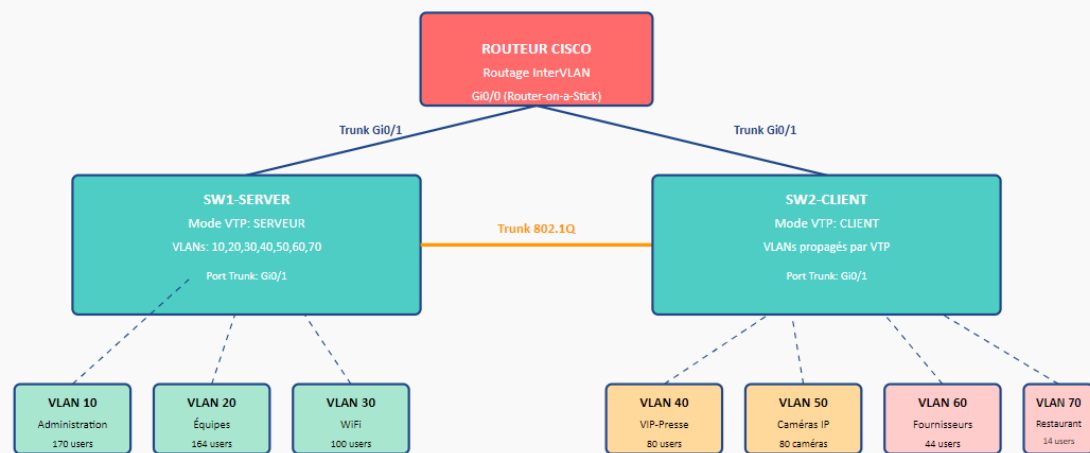 ROUTEUR CISCO
Routage InterVLAN
Gi0/0 (Router-on-a-Stick)
Trunk Gi0/1
Trunk Gi0/1
SW1-SERVER
Mode VTP: SERVEUR
VLANs: 10,20,30,40,50,60,70
Port Trunk: Gi0/1
Trunk 802.1Q
SW2-CLIENT
Mode VTP: CLIENT
VLANs propagés par VTP
Port Trunk: Gi0/1
VLAN 10
Administration
170 users
VLAN 20
Équipes
164 users
VLAN 30
WiFi
100 users
VLAN 40
VIP-Presse
80 users
VLAN 50
Caméras IP
80 caméras
VLAN 60
Fournisseurs
44 users
VLAN 70
Restaurant
14 users